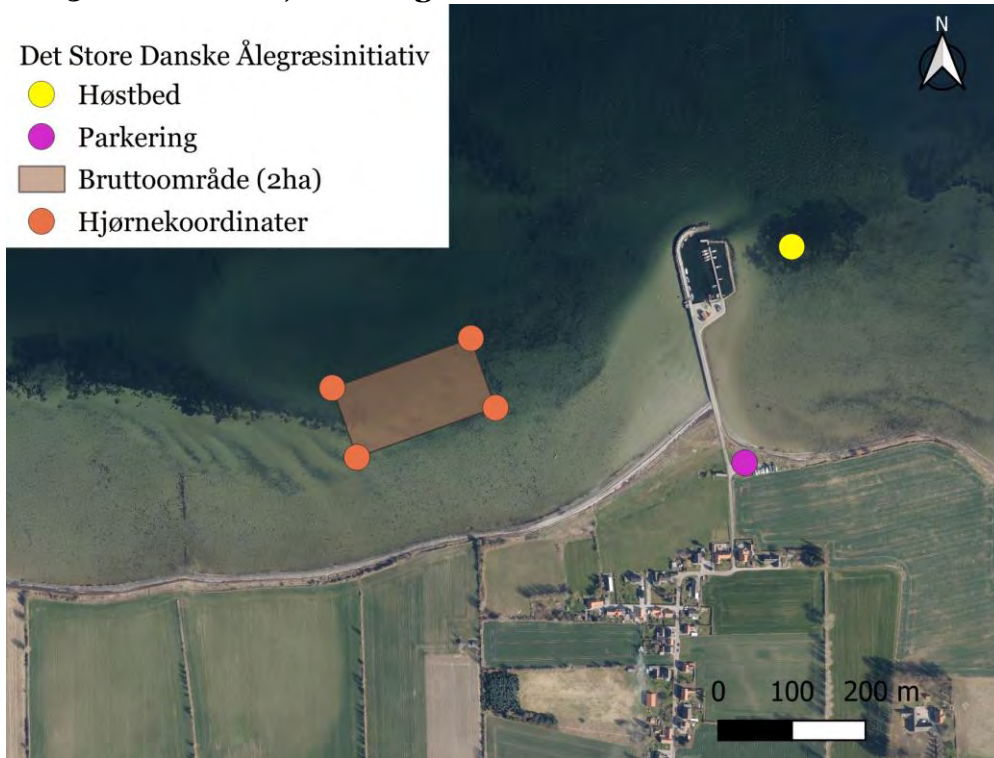 Det Store Danske Ålegræsinitiativ
Høstbed
Parkering
Bruttoområde (2ha)
Hjørnekoordinater
N
0 100 200 m